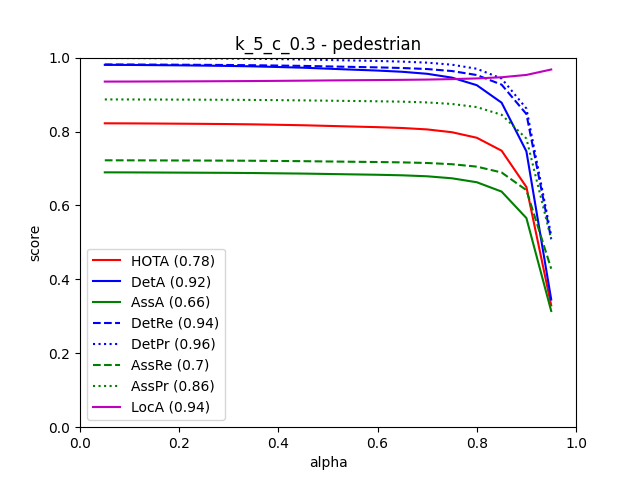 k_5_c_0.3 - pedestrian
1.0
0.8
0.6
0.4
0.2
0.0
score
HOTA (0.78)
DetA (0.92)
AssA (0.66)
DetRe (0.94)
DetPr (0.96)
AssRe (0.7)
AssPr (0.86)
LocA (0.94)
0.0 0.2 0.4 0.6 0.8 1.0
alpha